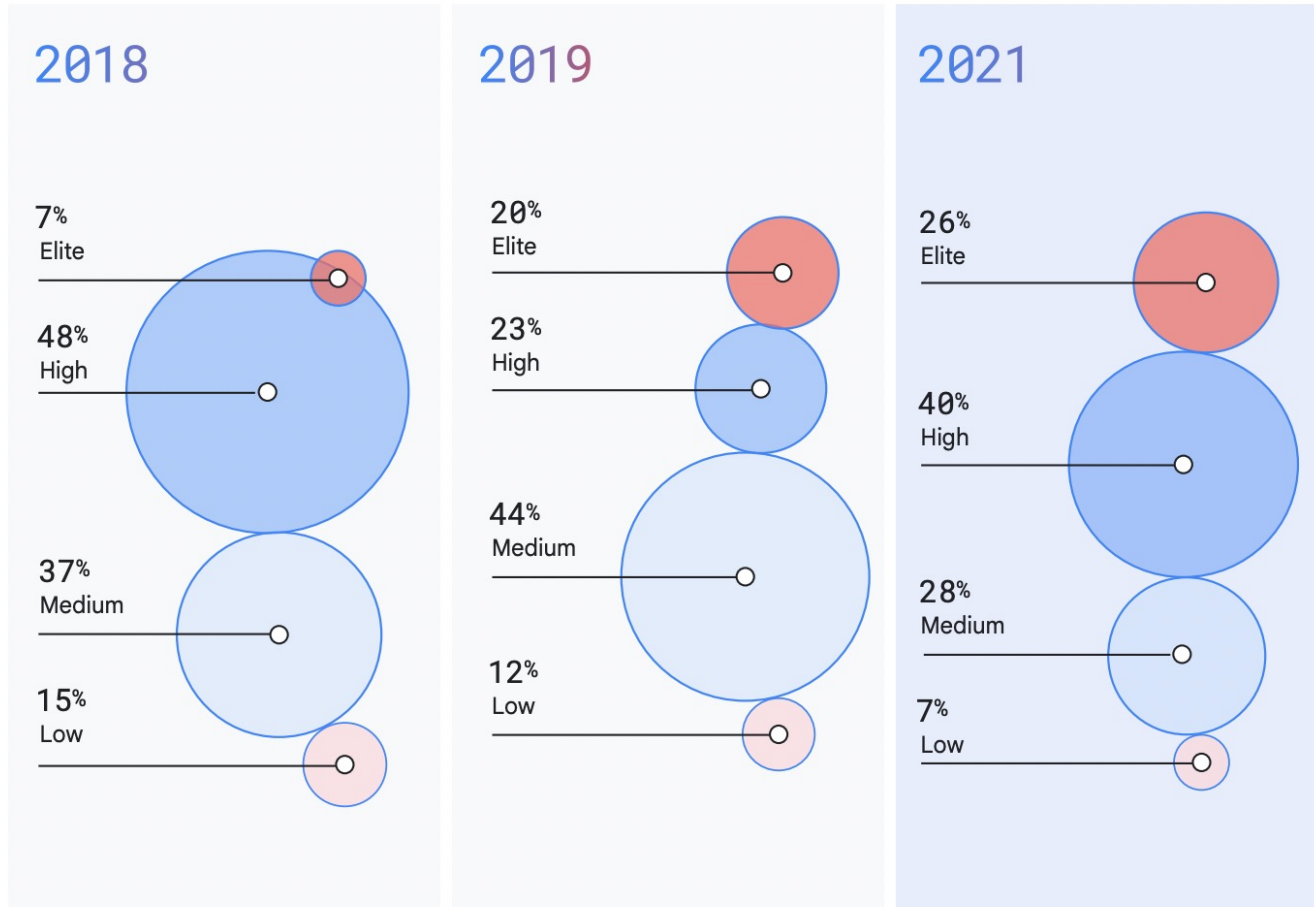 2018
7%
Elite
48%
High
37%
Medium
15%
Low
2019
20%
Elite
23%
High
44%
Medium
12%
Low
2021
26%
Elite
40%
High
28%
Medium
7%
Low